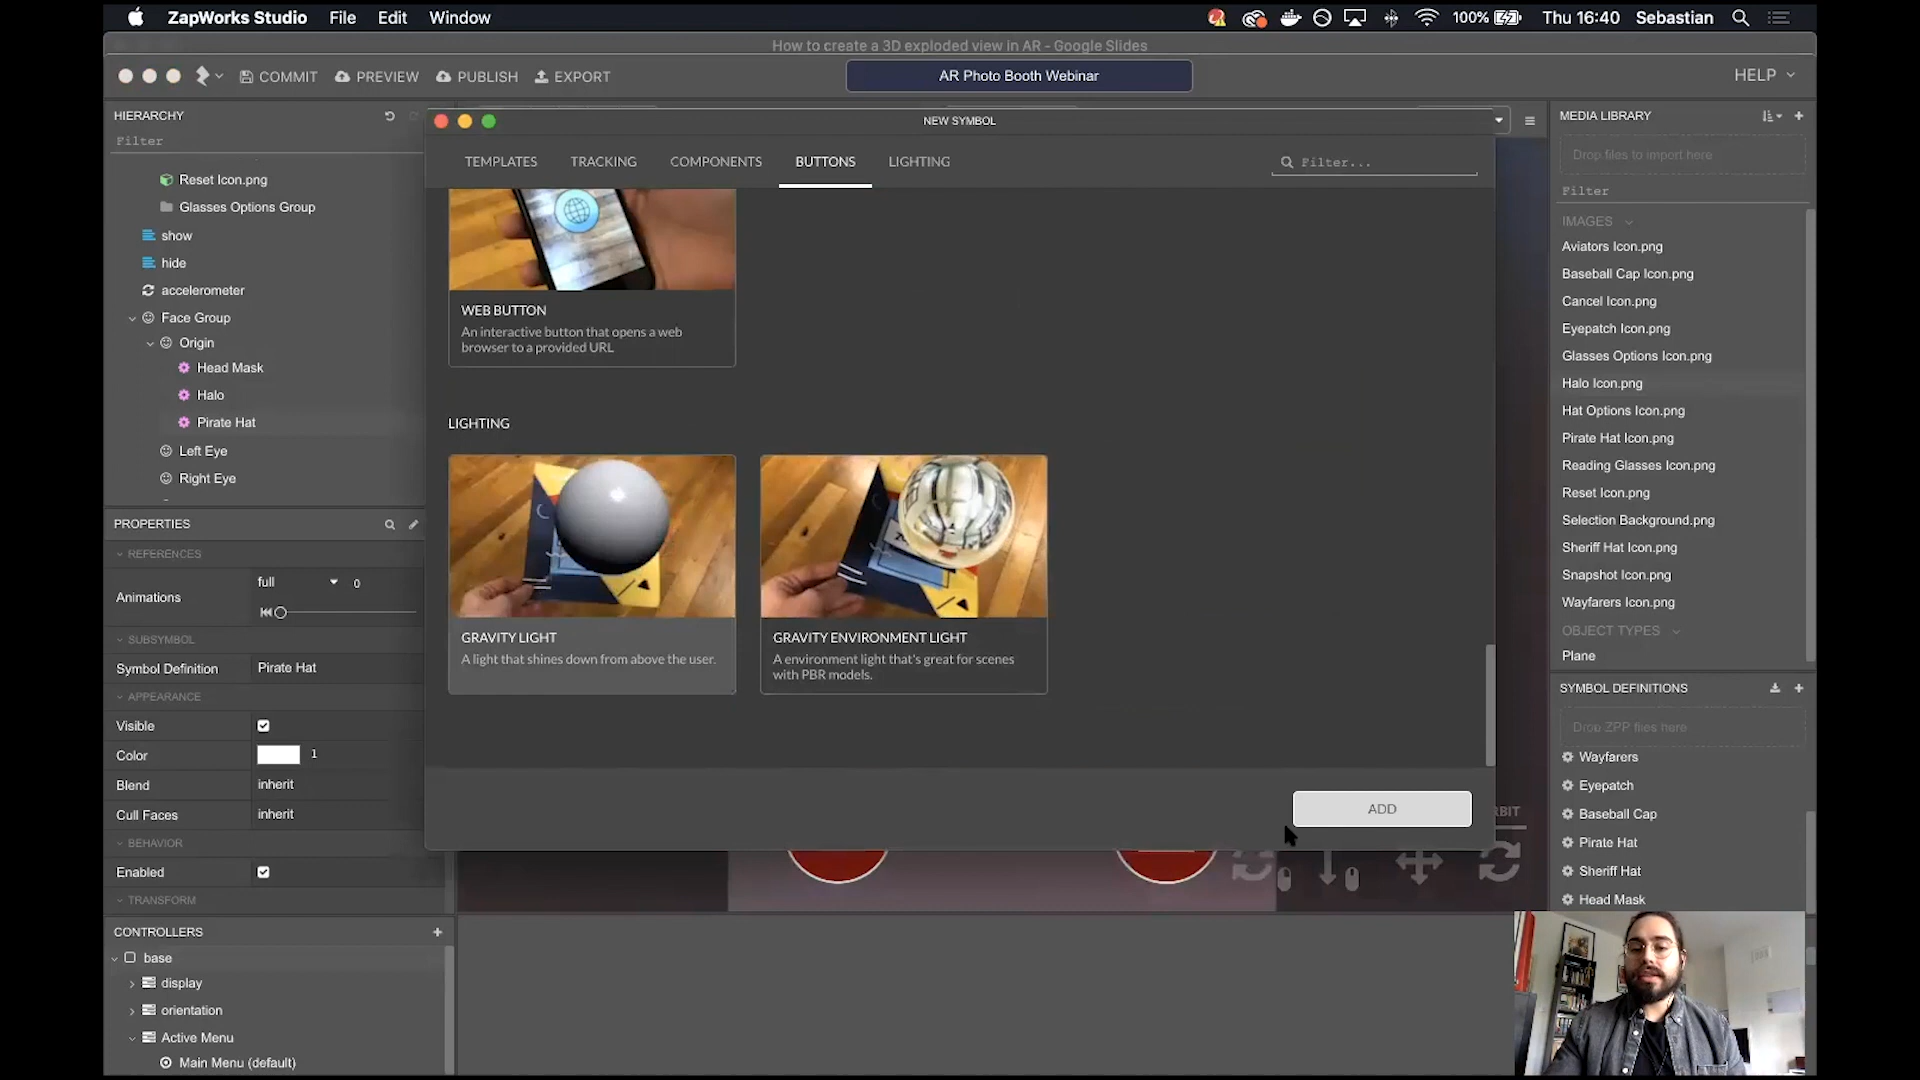 ZapWorks Studio File Edit Window 100% Thu 16:40 Sebastian
How to create a 3D exploded view in AR - Google Slides
COMMIT PREVIEW PUBLISH EXPORT AR Photo Booth Webinar HELP
HIERARCHY
Filter
Reset Icon.png
Glasses Options Group
show
hide
accelerometer
Face Group
Origin
Head Mask
Halo
Pirate Hat
Left Eye
Right Eye
PROPERTIES
REFERENCES
Animations full 0
SUBSYMBOL
Symbol Definition Pirate Hat
APPEARANCE
Visible
Color 1
Blend inherit
Cull Faces inherit
BEHAVIOR
Enabled
TRANSFORM
CONTROLLERS
base
display
orientation
Active Menu
Main Menu (default)
NEW SYMBOL
TEMPLATES TRACKING COMPONENTS BUTTONS LIGHTING Filter...
WEB BUTTON
An interactive button that opens a web
browser to a provided URL
LIGHTING
GRAVITY LIGHT
A light that shines down from above the user.
GRAVITY ENVIRONMENT LIGHT
A environment light that's great for scenes
with PBR models.
ADD
MEDIA LIBRARY
Drop files to import here
Filter
IMAGES
Aviators Icon.png
Baseball Cap Icon.png
Cancel Icon.png
Eyepatch Icon.png
Glasses Options Icon.png
Halo Icon.png
Hat Options Icon.png
Pirate Hat Icon.png
Reading Glasses Icon.png
Reset Icon.png
Selection Background.png
Sheriff Hat Icon.png
Snapshot Icon.png
Wayfarers Icon.png
OBJECT TYPES
Plane
SYMBOL DEFINITIONS
Drop ZPP files here
Wayfarers
Eyepatch
Baseball Cap
Pirate Hat
Sheriff Hat
Head Mask